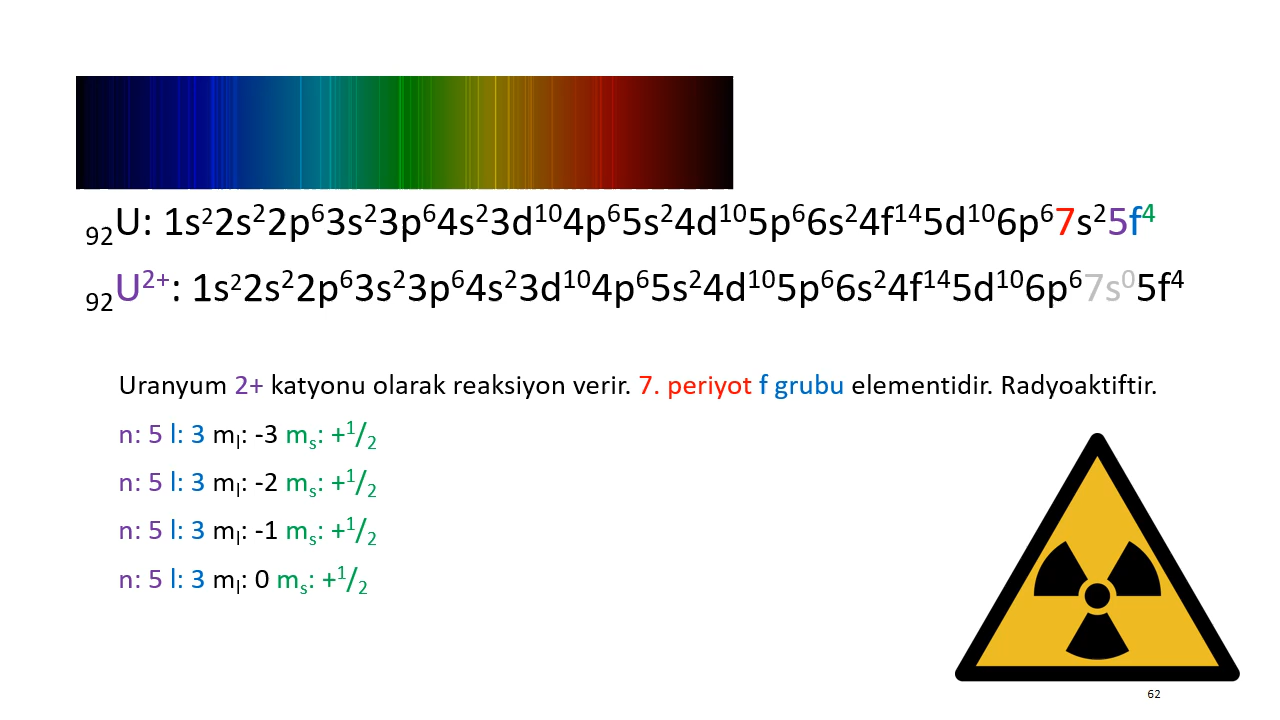 ₉₂U: 1s²2s²2p⁶3s²3p⁶4s²3d¹⁰4p⁶5s²4d¹⁰5p⁶6s²4f¹⁴5d¹⁰6p⁶7s²5f⁴
₉₂U²⁺: 1s²2s²2p⁶3s²3p⁶4s²3d¹⁰4p⁶5s²4d¹⁰5p⁶6s²4f¹⁴5d¹⁰6p⁶7s⁰5f⁴
Uranyum 2+ katyonu olarak reaksiyon verir. 7. periyot f grubu elementidir. Radyoaktiftir.
n: 5 l: 3 mₗ: -3 mₛ: +¹/₂
n: 5 l: 3 mₗ: -2 mₛ: +¹/₂
n: 5 l: 3 mₗ: -1 mₛ: +¹/₂
n: 5 l: 3 mₗ: 0 mₛ: +¹/₂
62